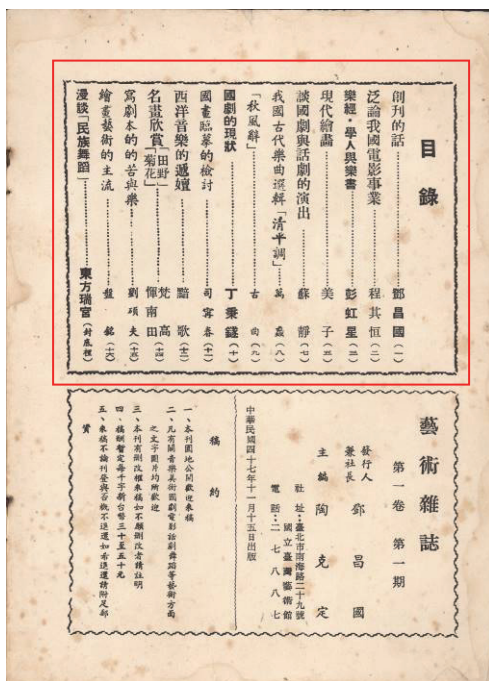 目錄
創刊的話………鄧昌國(一)
泛論我國電影事業………程其恒(二)
樂經・學人與樂書………彭虹星(三)
現代繪畫………美子(三)
談國劇與話劇的演出………蘇靜(七)
我國古代樂曲選輯「清平調」………萬嘉(八)
「秋風辭」………古向(九)
國劇的現狀………丁秉鐩(十)
國畫臨摹的檢討………司寗春(十一)
西洋音樂的遞嬗………黯歌(十三)
名畫欣賞「田野」「菊花」………梵高 惲南田(十四)
寫劇本的的苦與樂………劉碩夫(十五)
繪畫藝術的主流………盤銘(十六)
漫談「民族舞蹈」………東方瑞宮(封底裡)
藝術雜誌
第一卷 第一期
發行人兼社長 鄧昌國
主編 陶克定
社址:臺北市南海路二十九號
國立臺灣藝術館
電話:二七八八七
中華民國四十七年十一月十五日出版
稿約
一、本刊園地公開歡迎來稿
二、凡有關音樂美術國劇電影話劇舞蹈等藝術方面
之文字圖片均所歡迎
三、本刊有刪改權來稿如不願刪改者請註明
四、稿酬暫定每千字新台幣三十至五十元
五、來稿不論刊登與否概不退還如希退還請附足郵
資